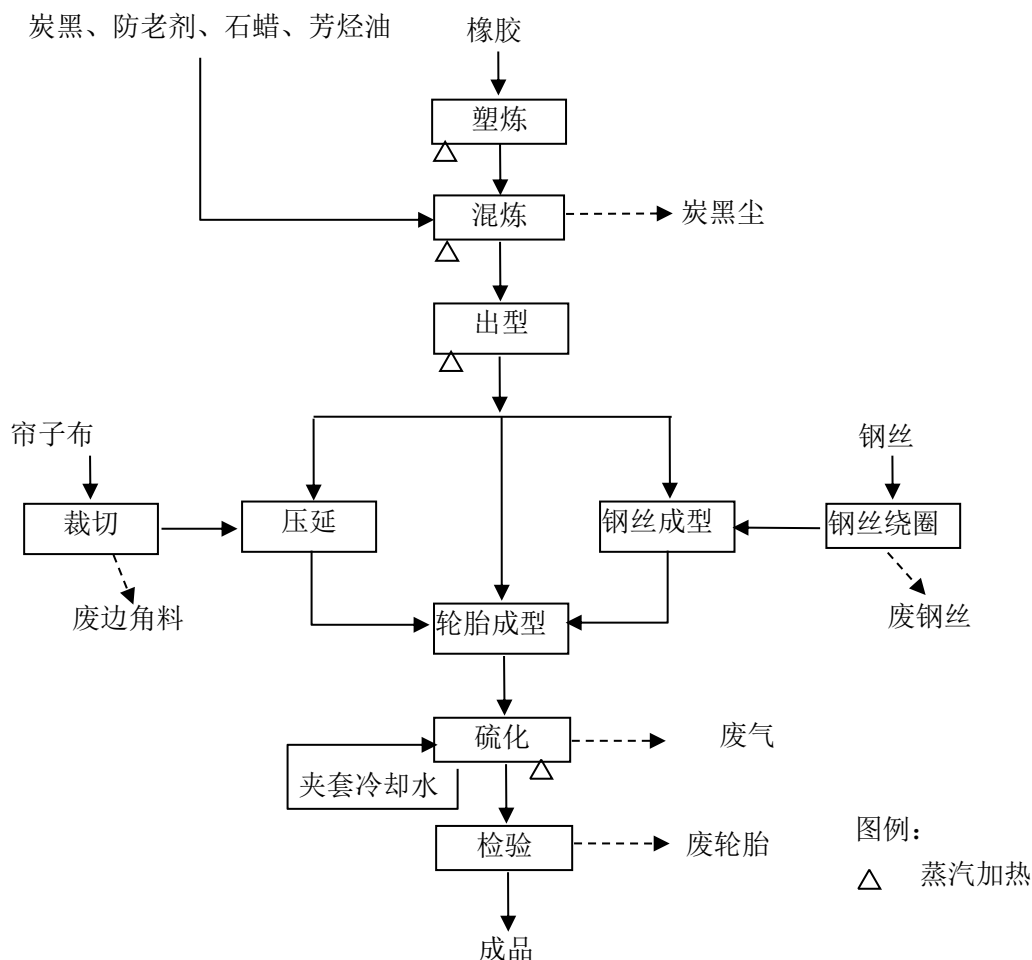 炭黑、防老剂、石蜡、芳烃油
橡胶
塑炼
混炼
炭黑尘
出型
帘子布
钢丝
裁切
压延
钢丝成型
钢丝绕圈
废边角料
轮胎成型
废钢丝
硫化
废气
夹套冷却水
检验
废轮胎
图例：
蒸汽加热
成品